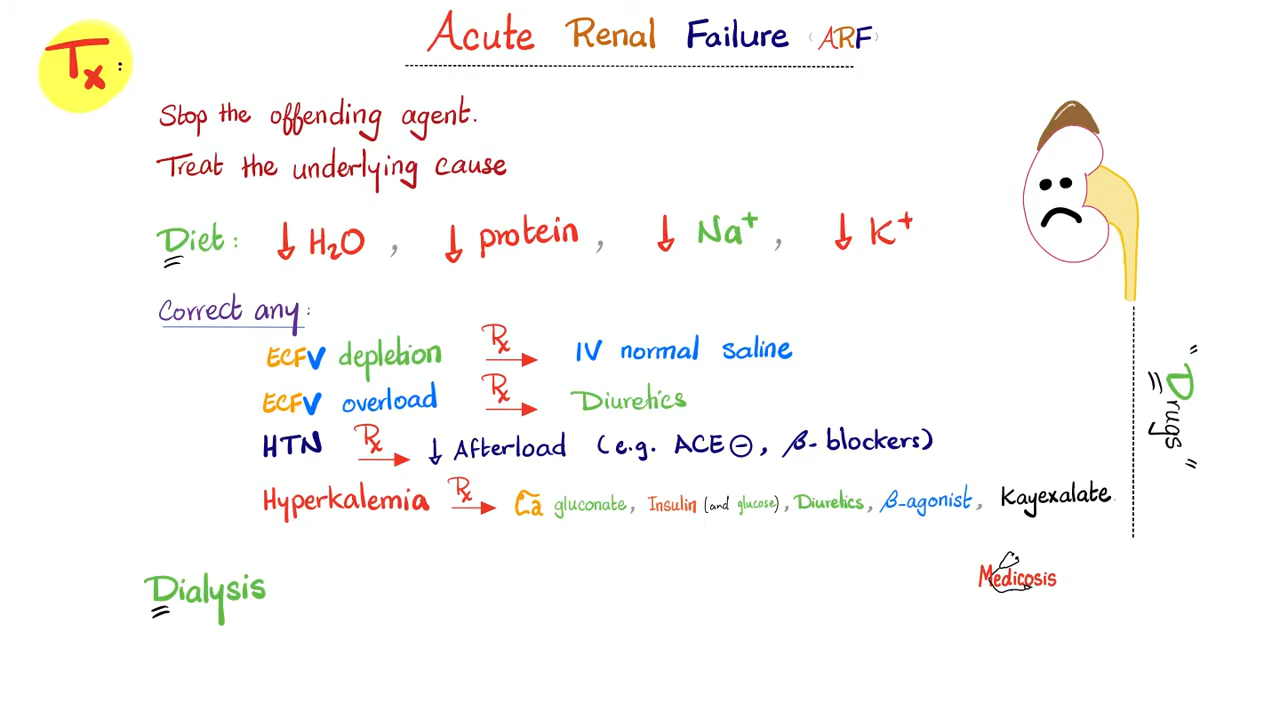 Tx:
Acute Renal Failure (ARF)
Stop the offending agent.
Treat the underlying cause
Diet: ↓ H₂O, ↓ protein, ↓ Na⁺, ↓ K⁺
Correct any:
ECFV depletion Rx → IV normal saline
ECFV overload Rx → Diuretics
HTN Rx → ↓ Afterload (e.g. ACE ⊖, β-blockers)
Hyperkalemia Rx → Ca gluconate, Insulin (and glucose), Diuretics, β-agonist, Kayexalate.
"Drugs"
Dialysis
Medicosis